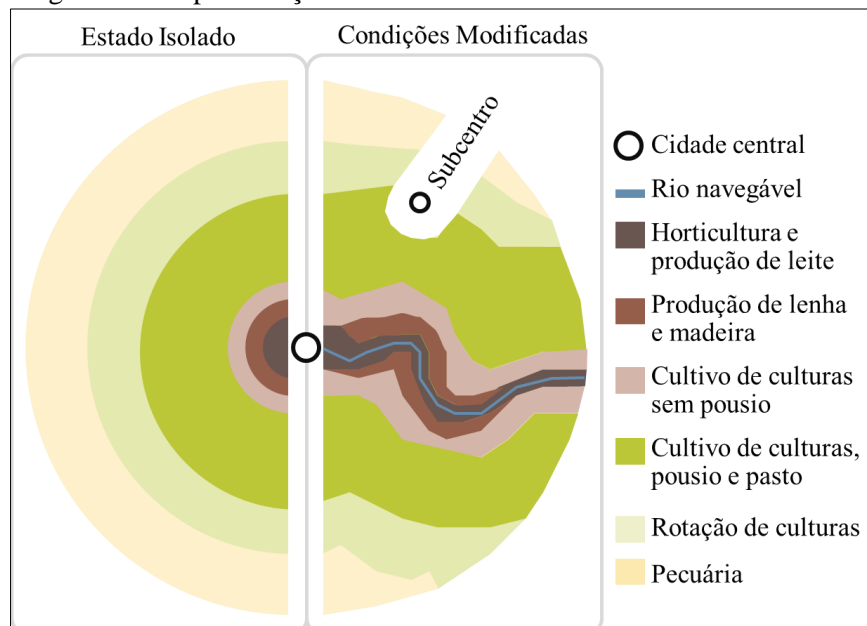 Estado Isolado
Condições Modificadas
Subcentro
Cidade central
Rio navegável
Horticultura e
produção de leite
Produção de lenha
e madeira
Cultivo de culturas
sem pousio
Cultivo de culturas,
pousio e pasto
Rotação de culturas
Pecuária